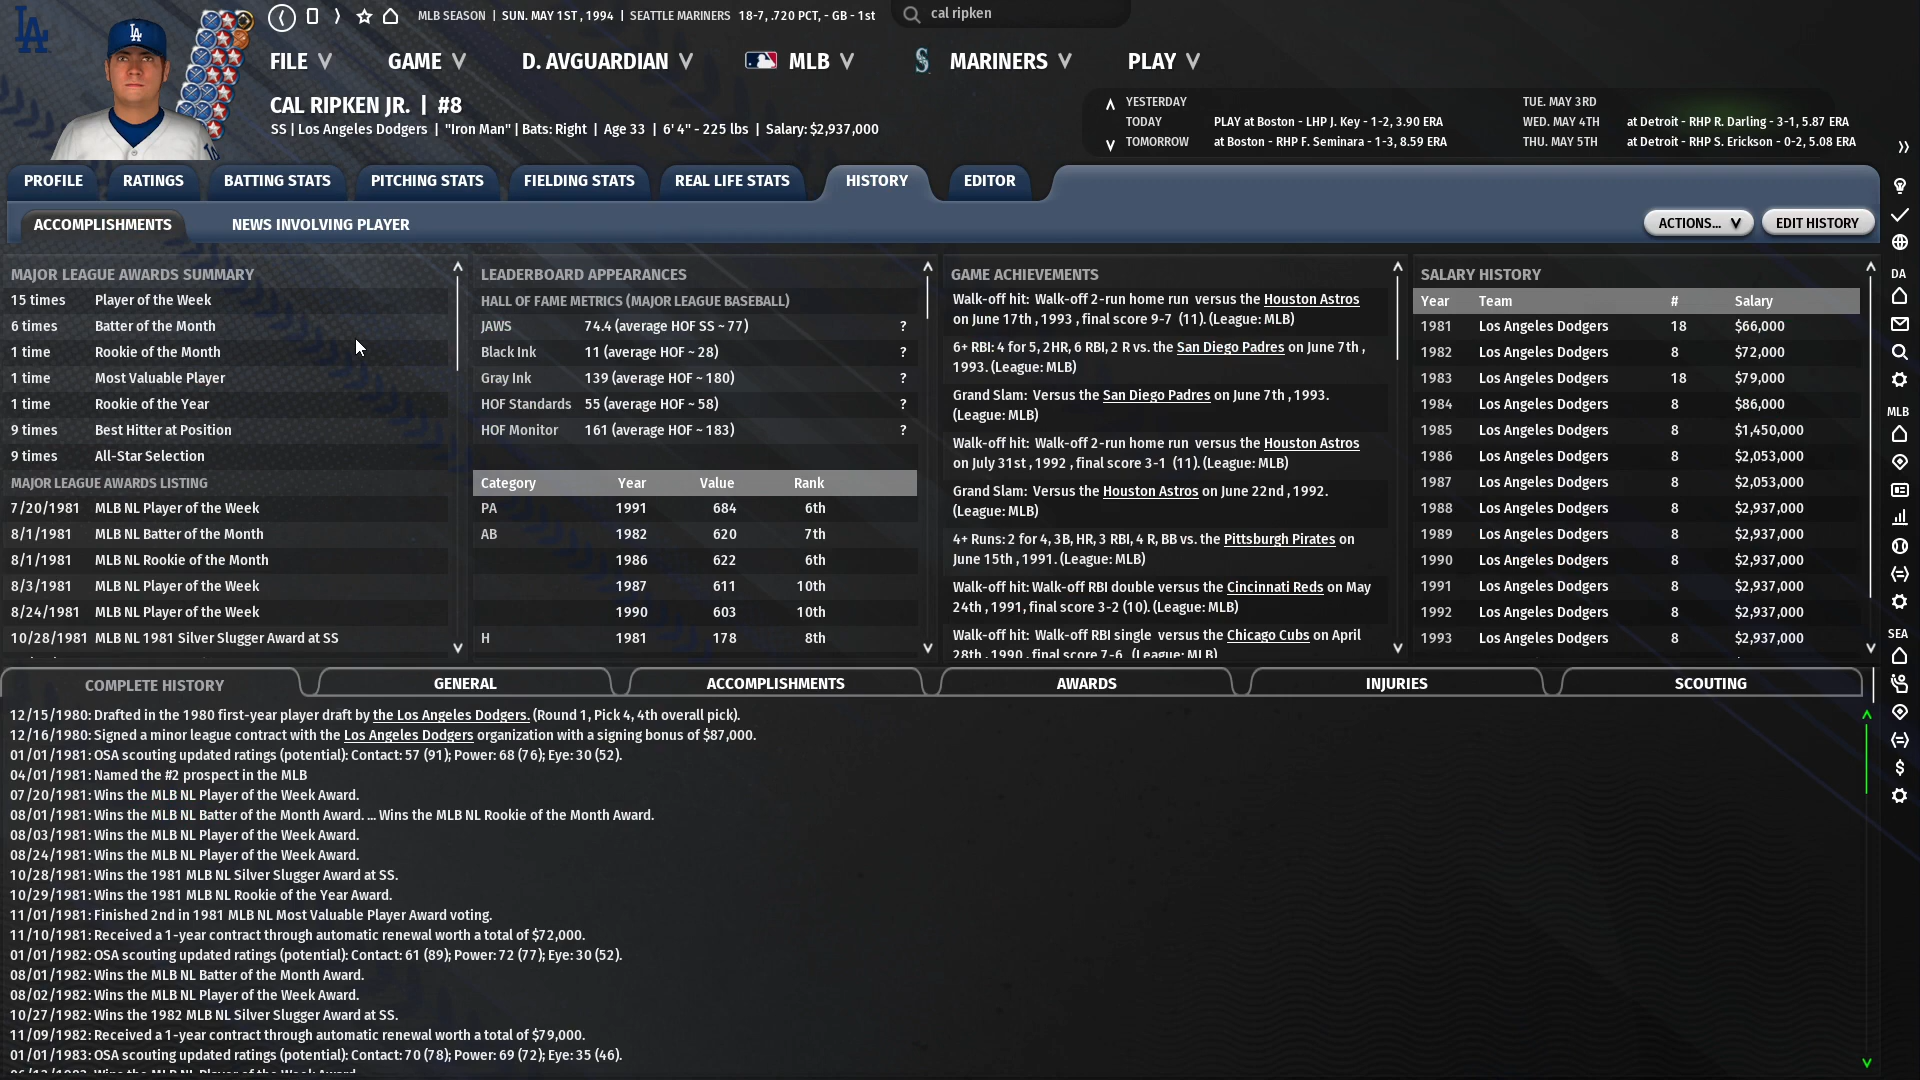 MLB SEASON | SUN. MAY 1ST , 1994 | SEATTLE MARINERS 18-7, .720 PCT, - GB - 1st
cal ripken
LA
FILE
GAME
D. AVGUARDIAN
MLB
MARINERS
PLAY
CAL RIPKEN JR. | #8
SS | Los Angeles Dodgers | "Iron Man" | Bats: Right | Age 33 | 6' 4" - 225 lbs | Salary: $2,937,000
YESTERDAY
TODAY PLAY at Boston - LHP J. Key - 1-2, 3.90 ERA
TOMORROW at Boston - RHP F. Seminara - 1-3, 8.59 ERA
TUE. MAY 3RD
WED. MAY 4TH at Detroit - RHP R. Darling - 3-1, 5.87 ERA
THU. MAY 5TH at Detroit - RHP S. Erickson - 0-2, 5.08 ERA
PROFILE
RATINGS
BATTING STATS
PITCHING STATS
FIELDING STATS
REAL LIFE STATS
HISTORY
EDITOR
ACCOMPLISHMENTS
NEWS INVOLVING PLAYER
ACTIONS...
EDIT HISTORY
MAJOR LEAGUE AWARDS SUMMARY
15 times Player of the Week
6 times Batter of the Month
1 time Rookie of the Month
1 time Most Valuable Player
1 time Rookie of the Year
9 times Best Hitter at Position
9 times All-Star Selection
MAJOR LEAGUE AWARDS LISTING
7/20/1981 MLB NL Player of the Week
8/1/1981 MLB NL Batter of the Month
8/1/1981 MLB NL Rookie of the Month
8/3/1981 MLB NL Player of the Week
8/24/1981 MLB NL Player of the Week
10/28/1981 MLB NL 1981 Silver Slugger Award at SS
LEADERBOARD APPEARANCES
HALL OF FAME METRICS (MAJOR LEAGUE BASEBALL)
JAWS 74.4 (average HOF SS ~ 77) ?
Black Ink 11 (average HOF ~ 28) ?
Gray Ink 139 (average HOF ~ 180) ?
HOF Standards 55 (average HOF ~ 58) ?
HOF Monitor 161 (average HOF ~ 183) ?
Category Year Value Rank
PA 1991 684 6th
AB 1982 620 7th
1986 622 6th
1987 611 10th
1990 603 10th
H 1981 178 8th
GAME ACHIEVEMENTS
Walk-off hit: Walk-off 2-run home run versus the Houston Astros
on June 17th , 1993 , final score 9-7 (11). (League: MLB)
6+ RBI: 4 for 5, 2HR, 6 RBI, 2 R vs. the San Diego Padres on June 7th ,
1993. (League: MLB)
Grand Slam: Versus the San Diego Padres on June 7th , 1993.
(League: MLB)
Walk-off hit: Walk-off 2-run home run versus the Houston Astros
on July 31st , 1992 , final score 3-1 (11). (League: MLB)
Grand Slam: Versus the Houston Astros on June 22nd , 1992.
(League: MLB)
4+ Runs: 2 for 4, 3B, HR, 3 RBI, 4 R, BB vs. the Pittsburgh Pirates on
June 15th , 1991. (League: MLB)
Walk-off hit: Walk-off RBI double versus the Cincinnati Reds on May
24th , 1991, final score 3-2 (10). (League: MLB)
Walk-off hit: Walk-off RBI single versus the Chicago Cubs on April
28th , 1990 , final score 7-6 . (League: MLB)
SALARY HISTORY
Year Team # Salary
1981 Los Angeles Dodgers 18 $66,000
1982 Los Angeles Dodgers 8 $72,000
1983 Los Angeles Dodgers 18 $79,000
1984 Los Angeles Dodgers 8 $86,000
1985 Los Angeles Dodgers 8 $1,450,000
1986 Los Angeles Dodgers 8 $2,053,000
1987 Los Angeles Dodgers 8 $2,053,000
1988 Los Angeles Dodgers 8 $2,937,000
1989 Los Angeles Dodgers 8 $2,937,000
1990 Los Angeles Dodgers 8 $2,937,000
1991 Los Angeles Dodgers 8 $2,937,000
1992 Los Angeles Dodgers 8 $2,937,000
1993 Los Angeles Dodgers 8 $2,937,000
DA
MLB
SEA
$
COMPLETE HISTORY
GENERAL
ACCOMPLISHMENTS
AWARDS
INJURIES
SCOUTING
12/15/1980: Drafted in the 1980 first-year player draft by the Los Angeles Dodgers. (Round 1, Pick 4, 4th overall pick).
12/16/1980: Signed a minor league contract with the Los Angeles Dodgers organization with a signing bonus of $87,000.
01/01/1981: OSA scouting updated ratings (potential): Contact: 57 (91); Power: 68 (76); Eye: 30 (52).
04/01/1981: Named the #2 prospect in the MLB
07/20/1981: Wins the MLB NL Player of the Week Award.
08/01/1981: Wins the MLB NL Batter of the Month Award. ... Wins the MLB NL Rookie of the Month Award.
08/03/1981: Wins the MLB NL Player of the Week Award.
08/24/1981: Wins the MLB NL Player of the Week Award.
10/28/1981: Wins the 1981 MLB NL Silver Slugger Award at SS.
10/29/1981: Wins the 1981 MLB NL Rookie of the Year Award.
11/01/1981: Finished 2nd in 1981 MLB NL Most Valuable Player Award voting.
11/10/1981: Received a 1-year contract through automatic renewal worth a total of $72,000.
01/01/1982: OSA scouting updated ratings (potential): Contact: 61 (89); Power: 72 (77); Eye: 30 (52).
08/01/1982: Wins the MLB NL Batter of the Month Award.
08/02/1982: Wins the MLB NL Player of the Week Award.
10/27/1982: Wins the 1982 MLB NL Silver Slugger Award at SS.
11/09/1982: Received a 1-year contract through automatic renewal worth a total of $79,000.
01/01/1983: OSA scouting updated ratings (potential): Contact: 70 (78); Power: 69 (72); Eye: 35 (46).